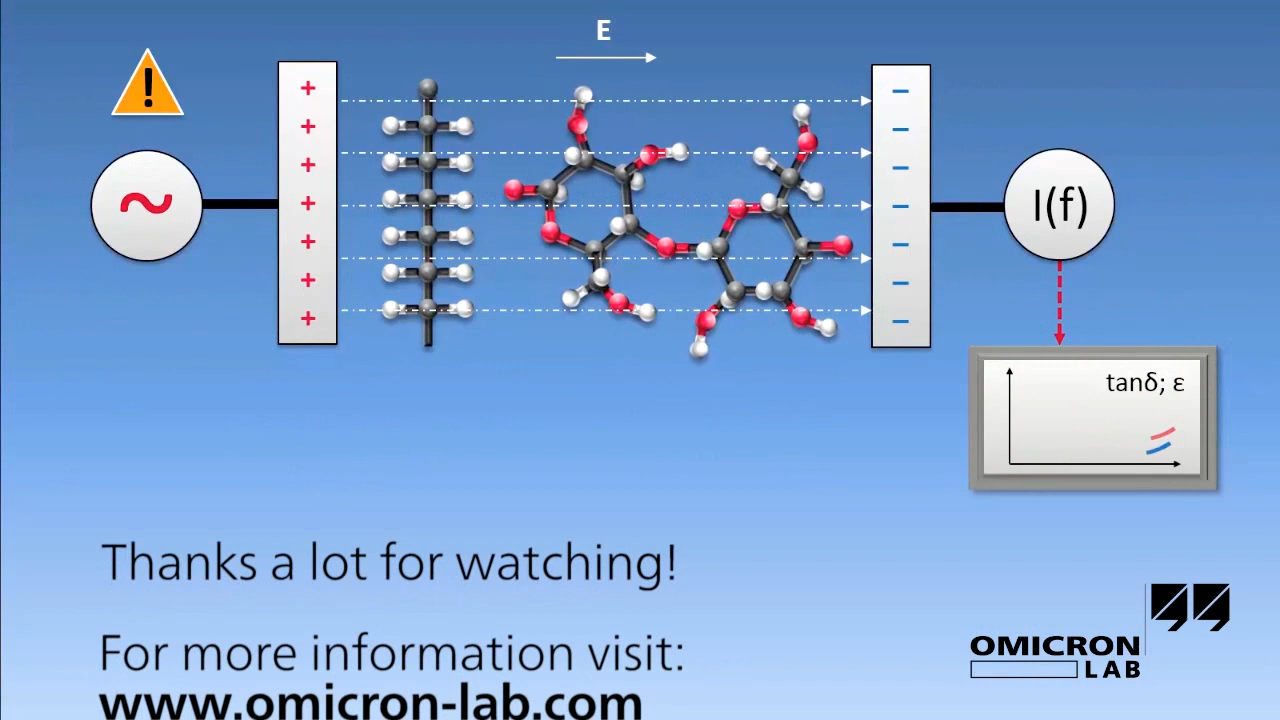 E
!
+
+
+
+
+
+
+
−
−
−
−
−
−
−
~
I(f)
tanδ; ε
Thanks a lot for watching!
For more information visit:
www.omicron-lab.com
OMICRON
LAB